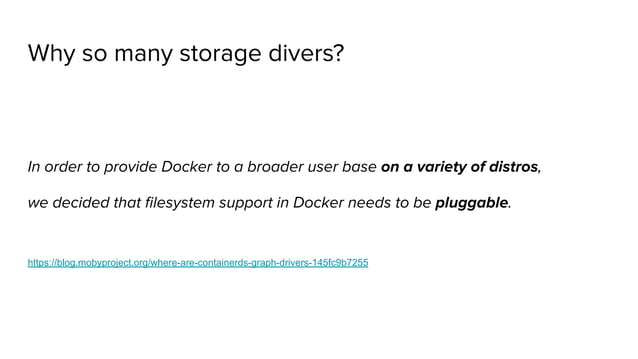 Why so many storage divers?
In order to provide Docker to a broader user base on a variety of distros,
we decided that filesystem support in Docker needs to be pluggable.
https://blog.mobyproject.org/where-are-containerds-graph-drivers-145fc9b7255